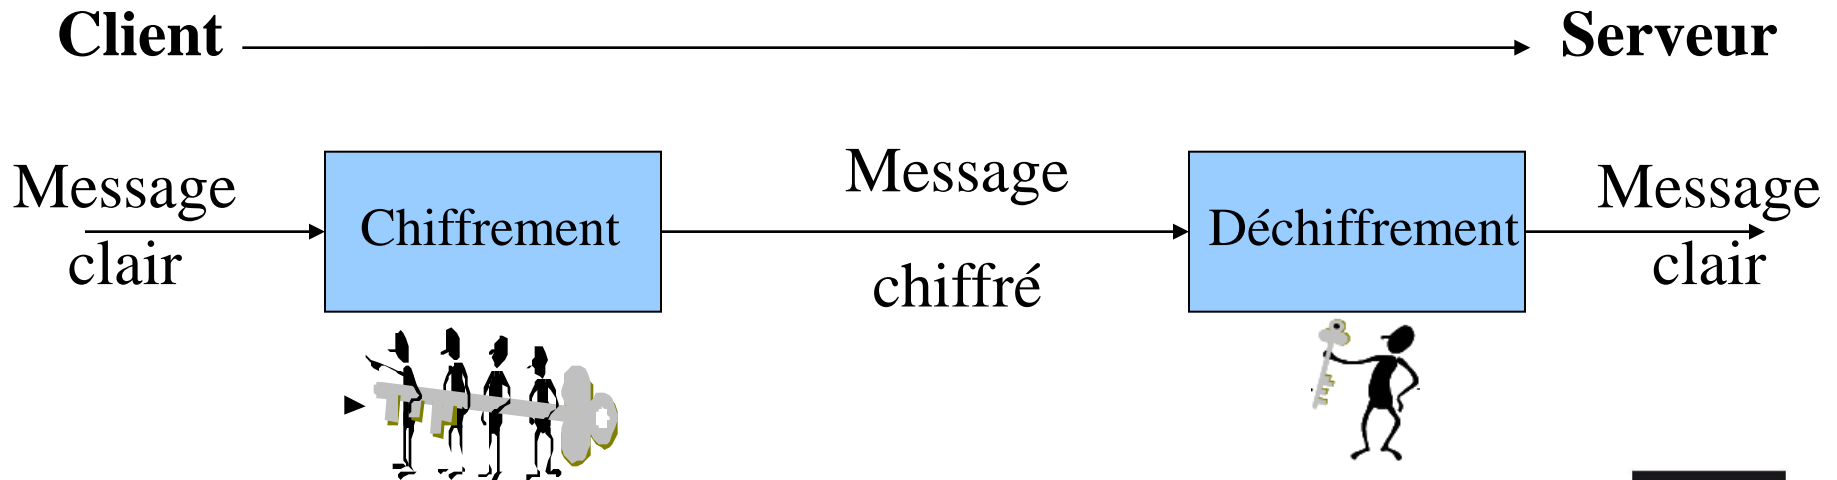 Client
Serveur
Message
clair
Chiffrement
Message
chiffré
Déchiffrement
Message
clair